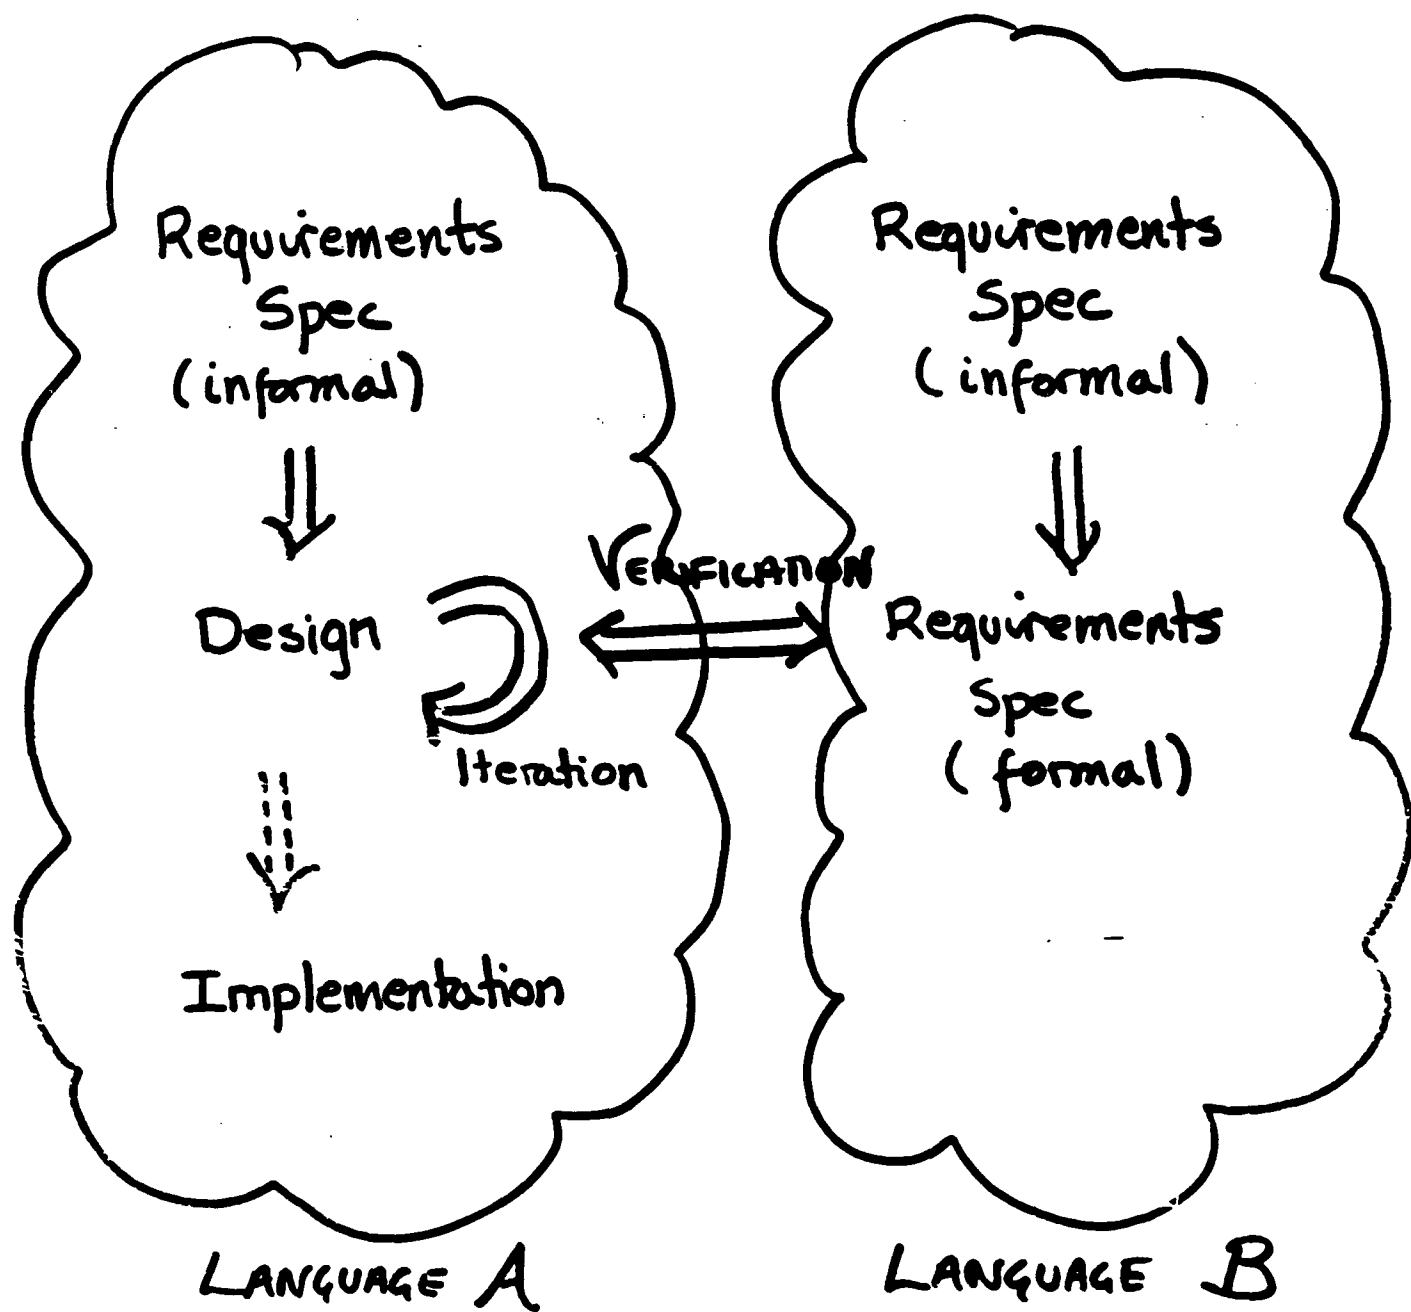 Requirements
Spec
(informal)
Design
Iteration
Implementation
LANGUAGE A
VERIFICATION
Requirements
Spec
(informal)
Requirements
Spec
(formal)
LANGUAGE B